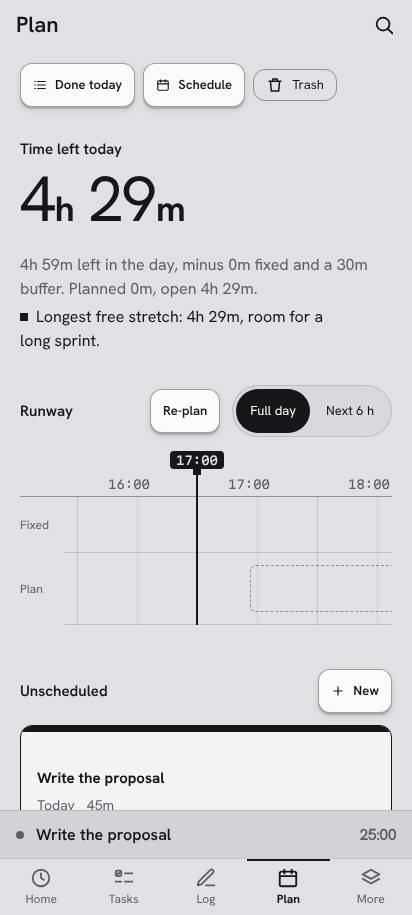 Plan
Done today
Schedule
Trash
Time left today
4h 29m
4h 59m left in the day, minus 0m fixed and a 30m
buffer. Planned 0m, open 4h 29m.
Longest free stretch: 4h 29m, room for a
long sprint.
Runway
Re-plan
Full day
Next 6 h
17:00
16:00
17:00
18:00
Fixed
Plan
Unscheduled
New
Write the proposal
Today 45m
Write the proposal
25:00
Home
Tasks
Log
Plan
More